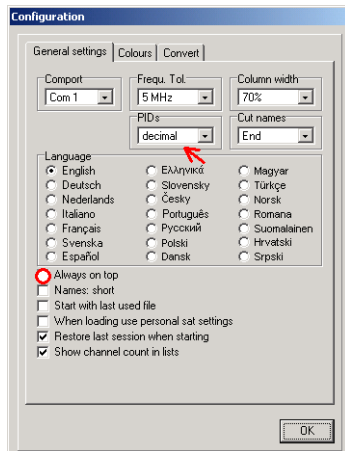 Configuration
General settings Colours Convert
Comport Frequ. Tol. Column width
Com 1 5 MHz 70%
PIDs Cut names
decimal End
Language
English Ελληνικά Magyar
Deutsch Slovensky Türkçe
Nederlands Česky Norsk
Italiano Português Romana
Français Русский Suomalainen
Svenska Polski Hrvatski
Español Dansk Srpski
Always on top
Names: short
Start with last used file
When loading use personal sat settings
Restore last session when starting
Show channel count in lists
OK